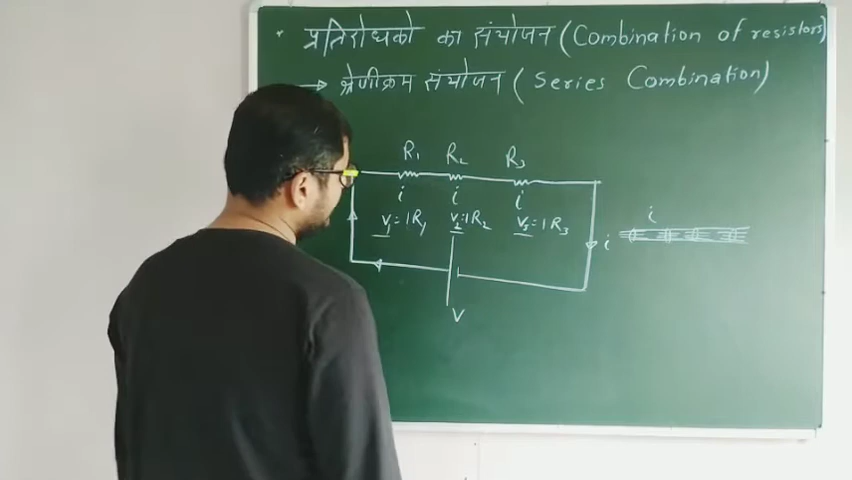 • प्रतिरोधको का संयोजन (Combination of resistors)
→ श्रेणीक्रम संयोजन (Series Combination)
R₁ R₂ R₃
i i i
V₁=iR₁ V₂=iR₂ V₃=iR₃
i
i
V